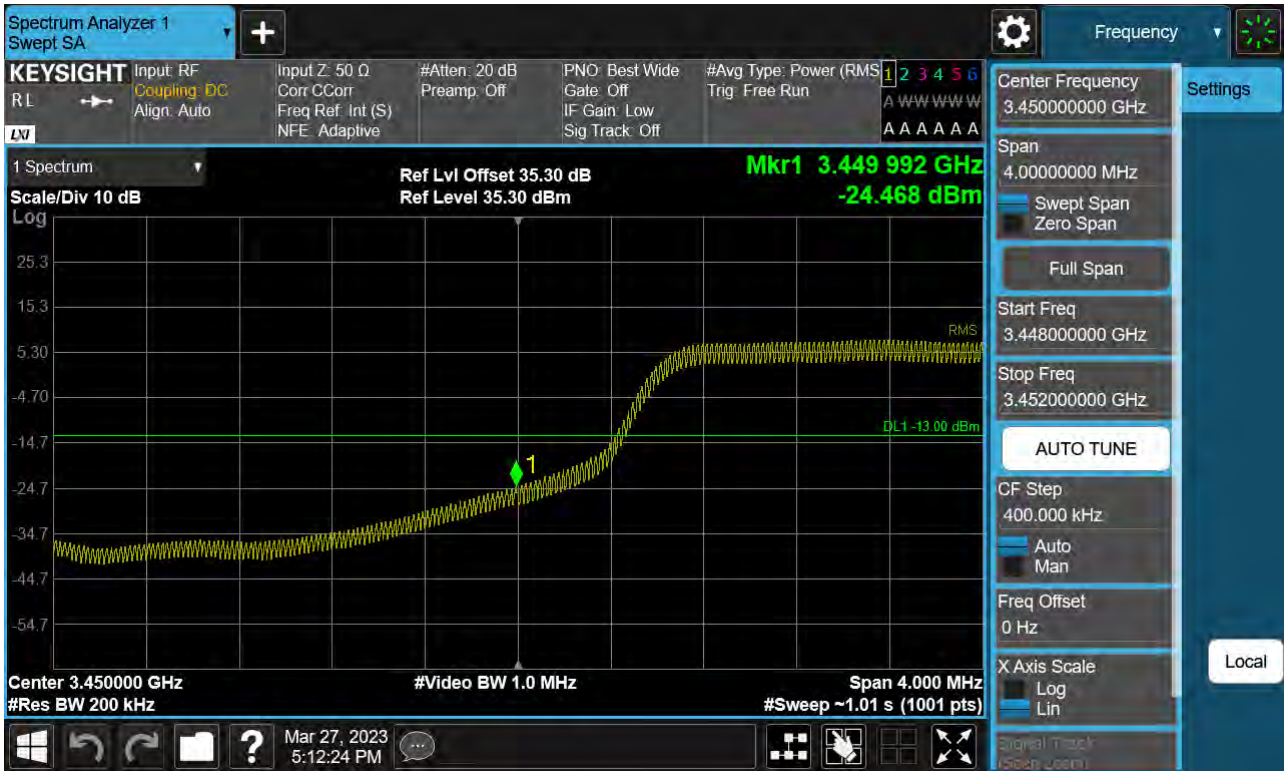 Spectrum Analyzer 1
Swept SA
+
Frequency
KEYSIGHT
RL
LXI
Input: RF
Coupling: DC
Align: Auto
Input Z: 50 Ω
Corr CCorr
Freq Ref: Int (S)
NFE: Adaptive
#Atten: 20 dB
Preamp: Off
PNO: Best Wide
Gate: Off
IF Gain: Low
Sig Track: Off
#Avg Type: Power (RMS
Trig: Free Run
1 2 3 4 5 6
A W W W W W
A A A A A A
1 Spectrum
Scale/Div 10 dB
Log
Ref Lvl Offset 35.30 dB
Ref Level 35.30 dBm
Mkr1 3.449 992 GHz
-24.468 dBm
25.3
15.3
5.30
-4.70
-14.7
-24.7
-34.7
-44.7
-54.7
RMS
DL1 -13.00 dBm
1
Center 3.450000 GHz
#Res BW 200 kHz
#Video BW 1.0 MHz
Span 4.000 MHz
#Sweep ~1.01 s (1001 pts)
Center Frequency
3.450000000 GHz
Span
4.00000000 MHz
Swept Span
Zero Span
Full Span
Start Freq
3.448000000 GHz
Stop Freq
3.452000000 GHz
AUTO TUNE
CF Step
400.000 kHz
Auto
Man
Freq Offset
0 Hz
X Axis Scale
Log
Lin
Signal Track
(Span Zoom)
Settings
Local
?
Mar 27, 2023
5:12:24 PM